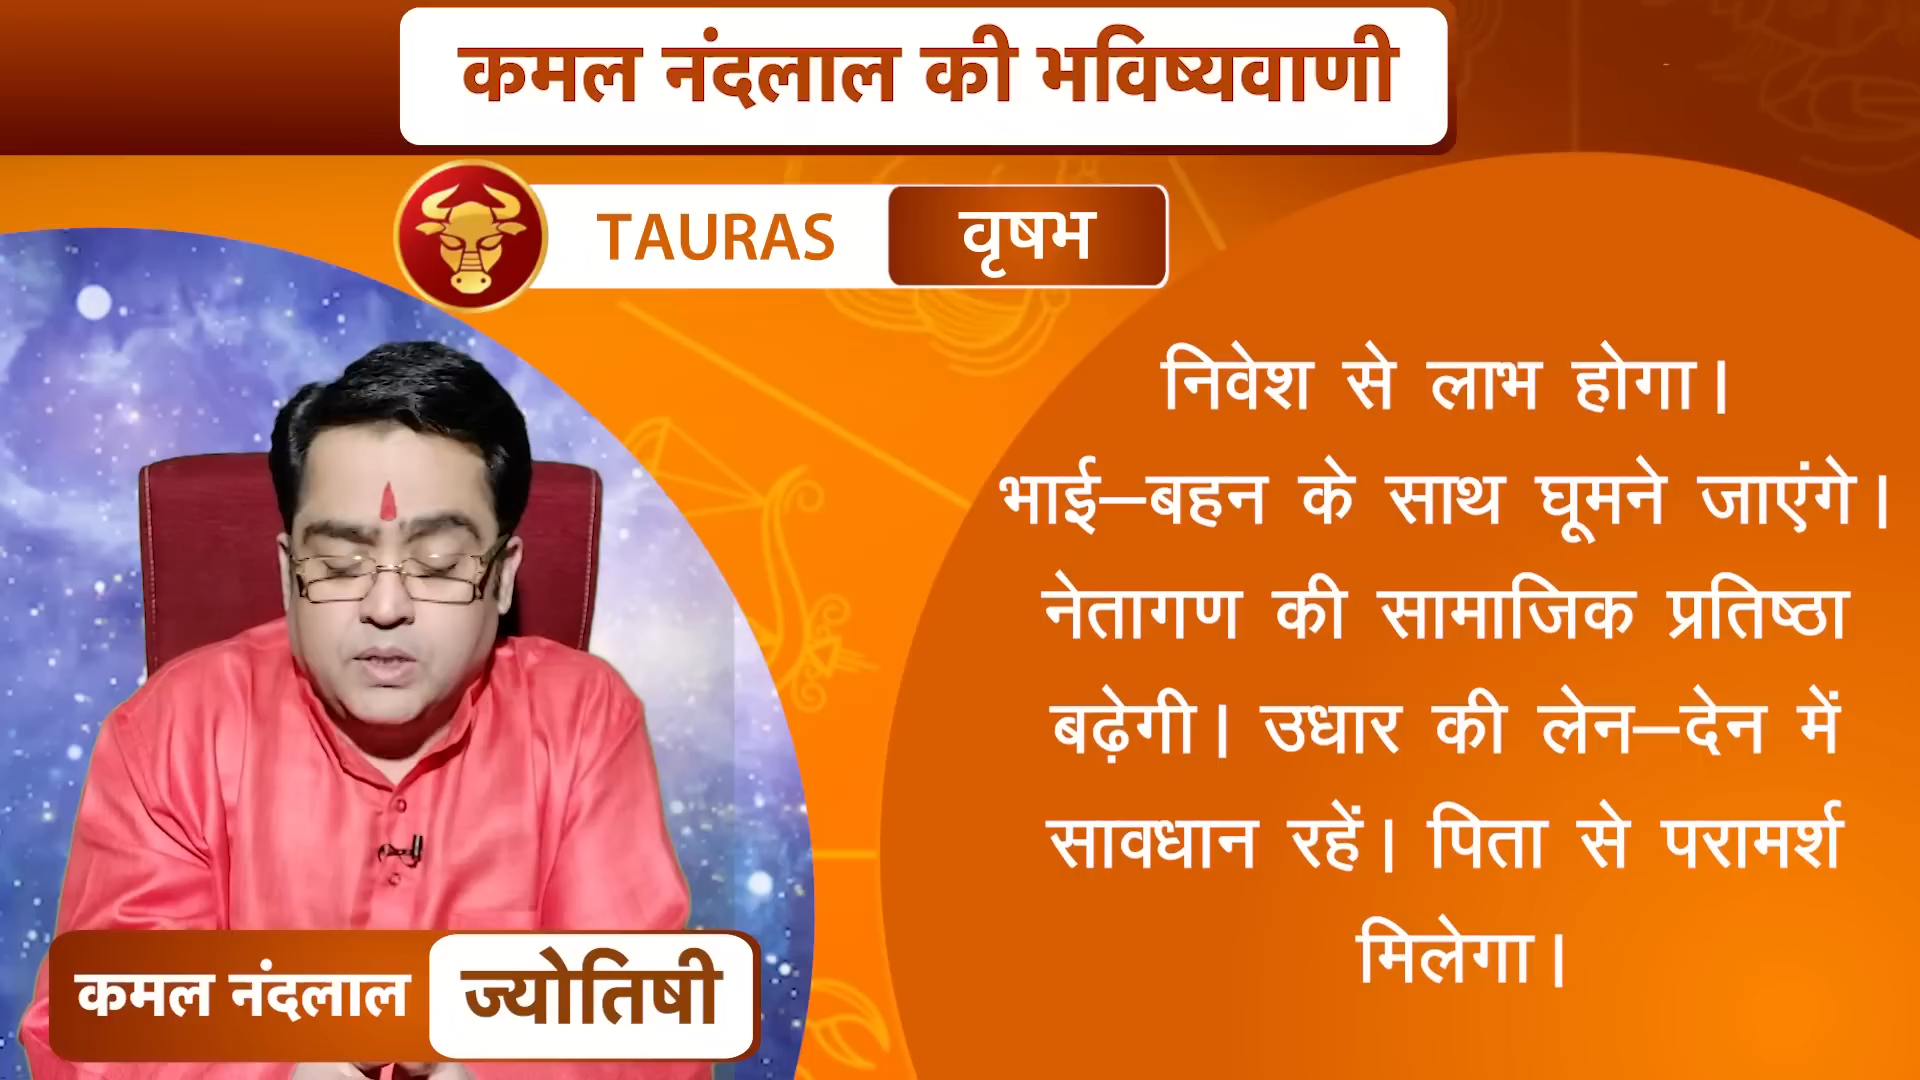 कमल नंदलाल की भविष्यवाणी
TAURAS वृषभ
निवेश से लाभ होगा।
भाई–बहन के साथ घूमने जाएंगे।
नेतागण की सामाजिक प्रतिष्ठा
बढ़ेगी। उधार की लेन–देन में
सावधान रहें। पिता से परामर्श
मिलेगा।
कमल नंदलाल ज्योतिषी